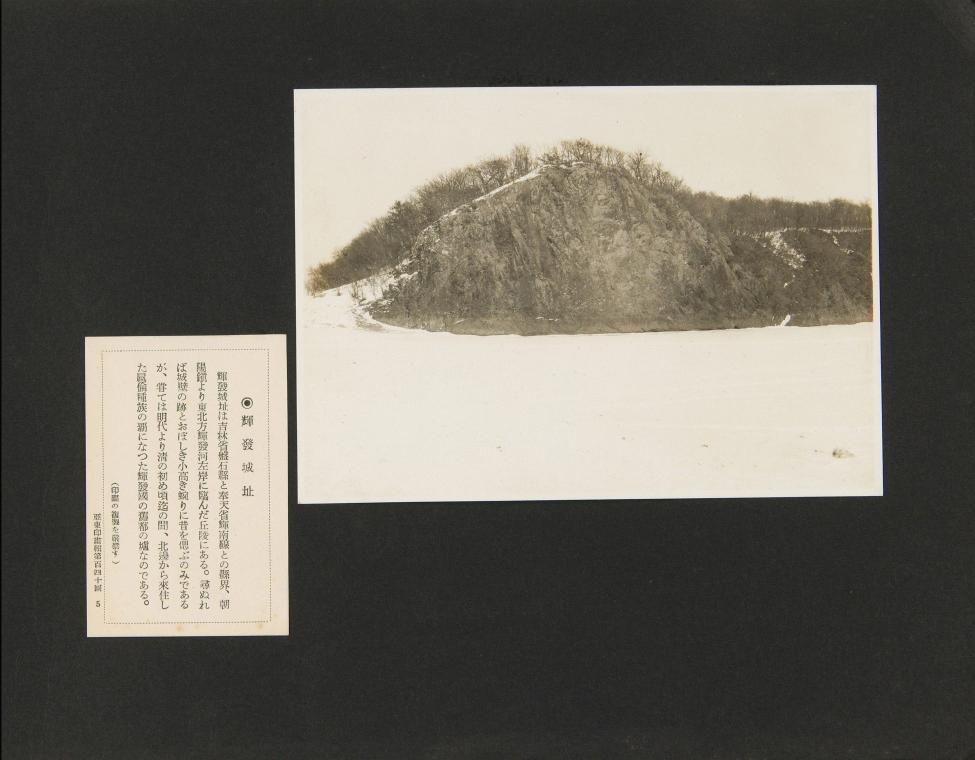 ◉輝發城址
輝發城址は吉林省盤石縣と奉天省輝南縣との縣界、朝
陽鎭より東北方輝發河左岸に臨んだ丘陵にある。尋ぬれ
ば城壁の跡とおぼしき小高き蜿りに昔を偲ぶのみである
が、甞ては明代より淸の初め頃迄の間、北邊から來住し
た扈倫種族の覇になつた輝發國の舊都の墟なのである。
(印畫の複製を嚴禁す。)
亞東印畫輯第百四十回 5